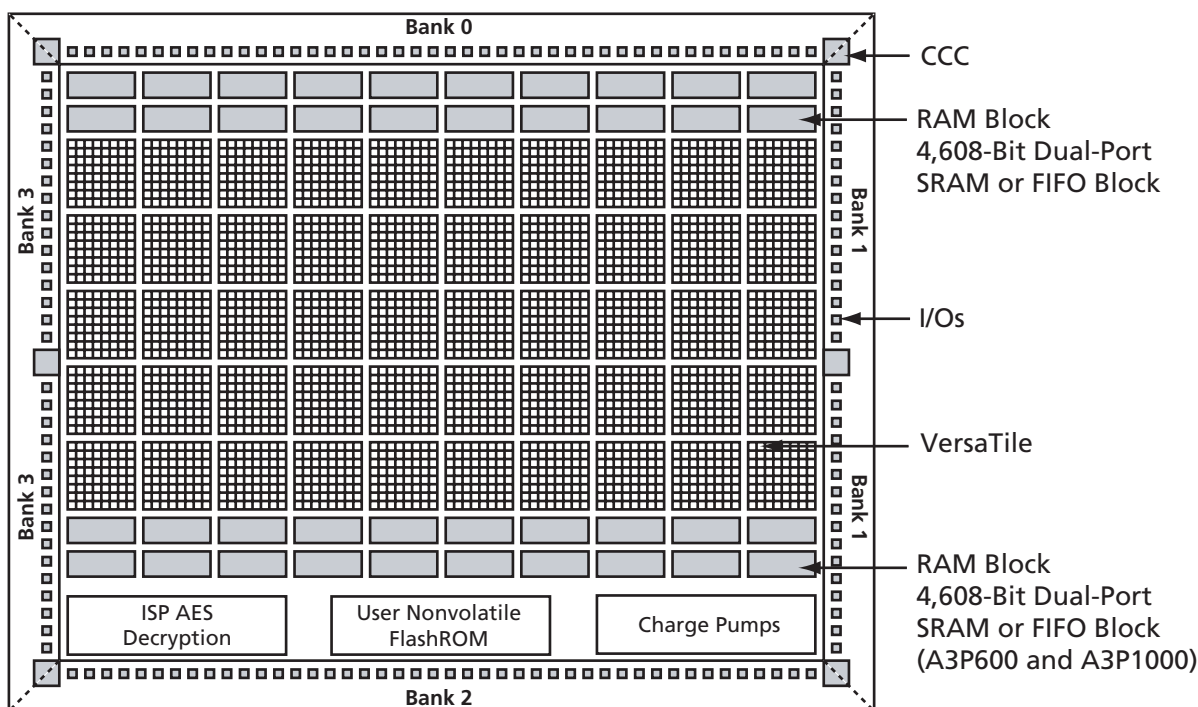 Bank 0
CCC
RAM Block
4,608-Bit Dual-Port
SRAM or FIFO Block
Bank 3
Bank 1
I/Os
VersaTile
Bank 3
Bank 1
RAM Block
4,608-Bit Dual-Port
SRAM or FIFO Block
(A3P600 and A3P1000)
ISP AES
Decryption
User Nonvolatile
FlashROM
Charge Pumps
Bank 2